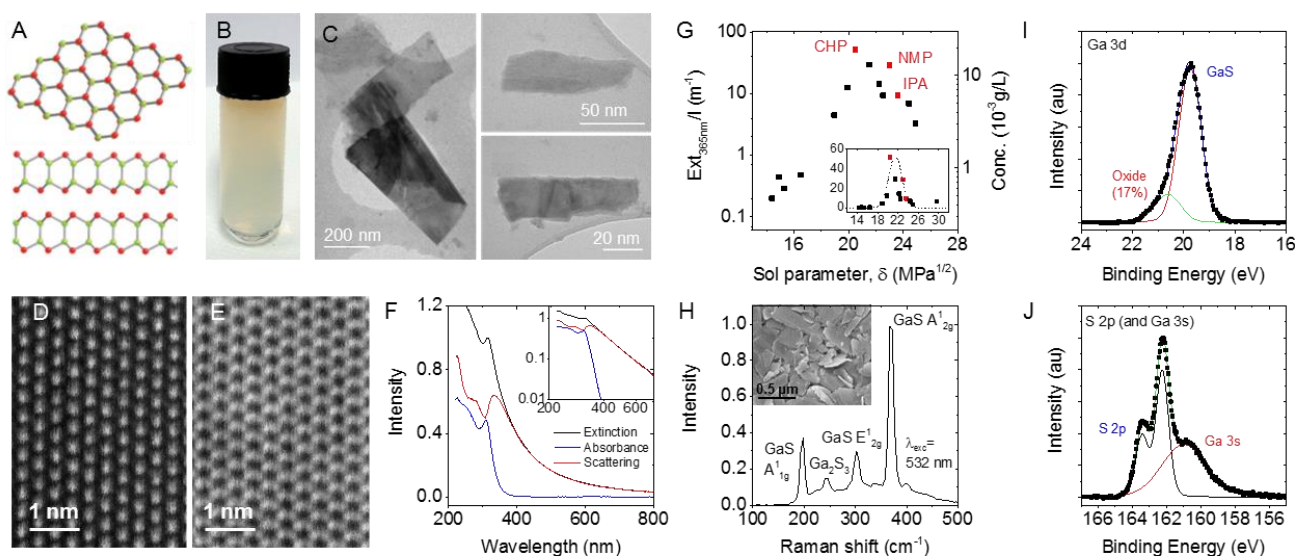 A
B
C
200 nm
50 nm
20 nm
D
1 nm
E
1 nm
F
Intensity
1.2
0.8
0.4
0.0
200 400 600 800
Wavelength (nm)
1
0.1
0.01
200 400 600
Extinction
Absorbance
Scattering
G
Ext365nm/l (m-1)
100
10
1
0.1
12 16 20 24 28
Sol parameter, δ (MPa1/2)
Conc. (10-3g/L)
10
1
CHP
NMP
IPA
60
40
20
0
14 18 22 26 30
H
Intensity
1.0
0.8
0.6
0.4
0.2
0.0
100 200 300 400 500
Raman shift (cm-1)
0.5 μm
GaS A12g
GaS
A11g
Ga2S3
GaS E12g
λ-exc=
532 nm
I
Ga 3d
GaS
Oxide
(17%)
Intensity (au)
24 22 20 18 16
Binding Energy (eV)
J
S 2p (and Ga 3s)
S 2p
Ga 3s
Intensity (au)
166 164 162 160 158 156
Binding Energy (eV)